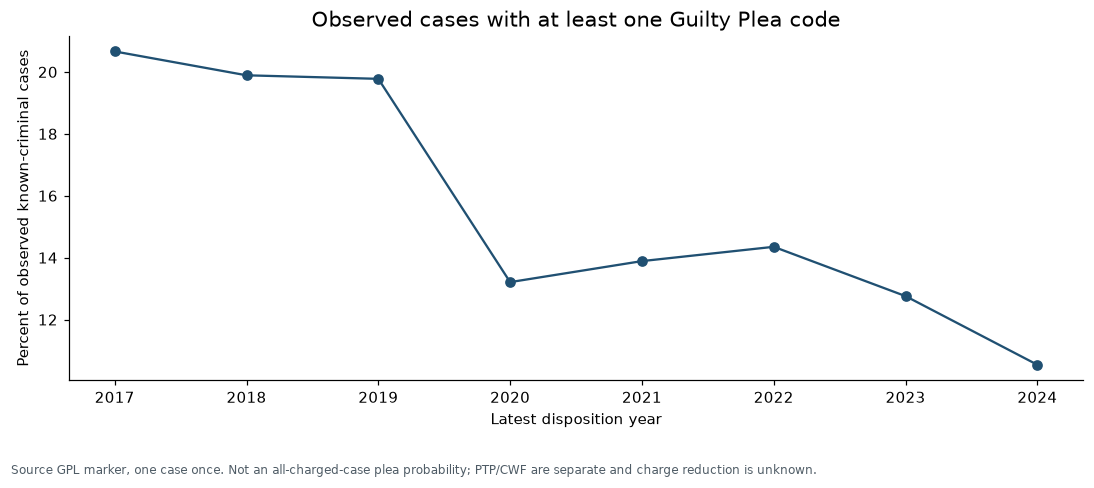 Observed cases with at least one Guilty Plea code
Percent of observed known-criminal cases
20
18
16
14
12
2017 2018 2019 2020 2021 2022 2023 2024
Latest disposition year
Source GPL marker, one case once. Not an all-charged-case plea probability; PTP/CWF are separate and charge reduction is unknown.